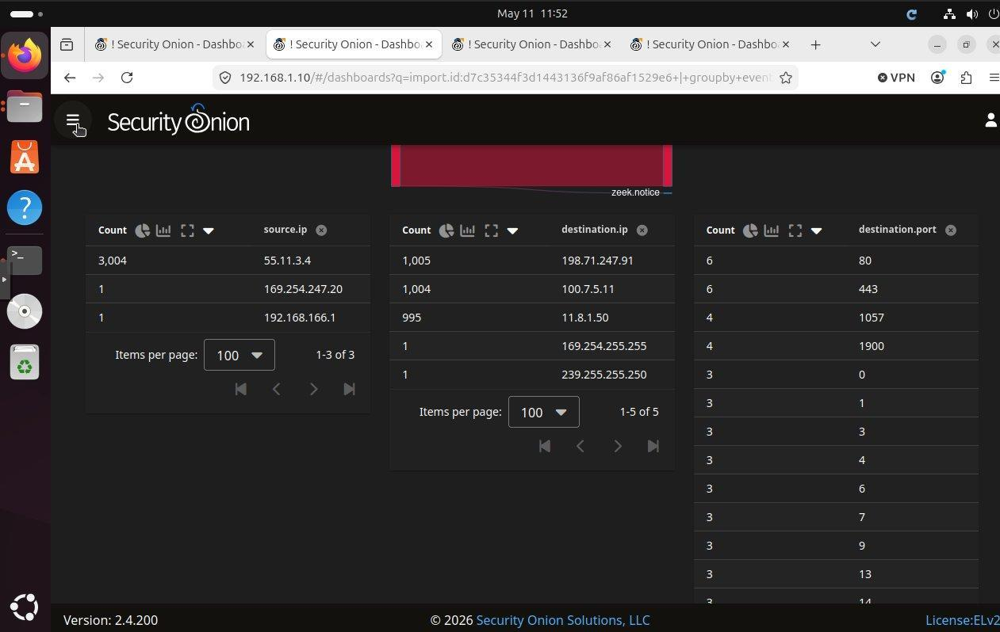 May 11 11:52
! Security Onion - Dashbo
! Security Onion - Dashbo
! Security Onion - Dashbo
! Security Onion - Dashbo
192.168.1.10/#/dashboards?q=import.id:d7c35344f3d1443136f9af86af1529e6+|+groupby+event
VPN
Security Onion
zeek.notice
Count source.ip
3,004 55.11.3.4
1 169.254.247.20
1 192.168.166.1
Items per page: 100 1-3 of 3
Count destination.ip
1,005 198.71.247.91
1,004 100.7.5.11
995 11.8.1.50
1 169.254.255.255
1 239.255.255.250
Items per page: 100 1-5 of 5
Count destination.port
6 80
6 443
4 1057
4 1900
3 0
3 1
3 3
3 4
3 6
3 7
3 9
3 13
3 14
Version: 2.4.200
© 2026 Security Onion Solutions, LLC
License:ELv2